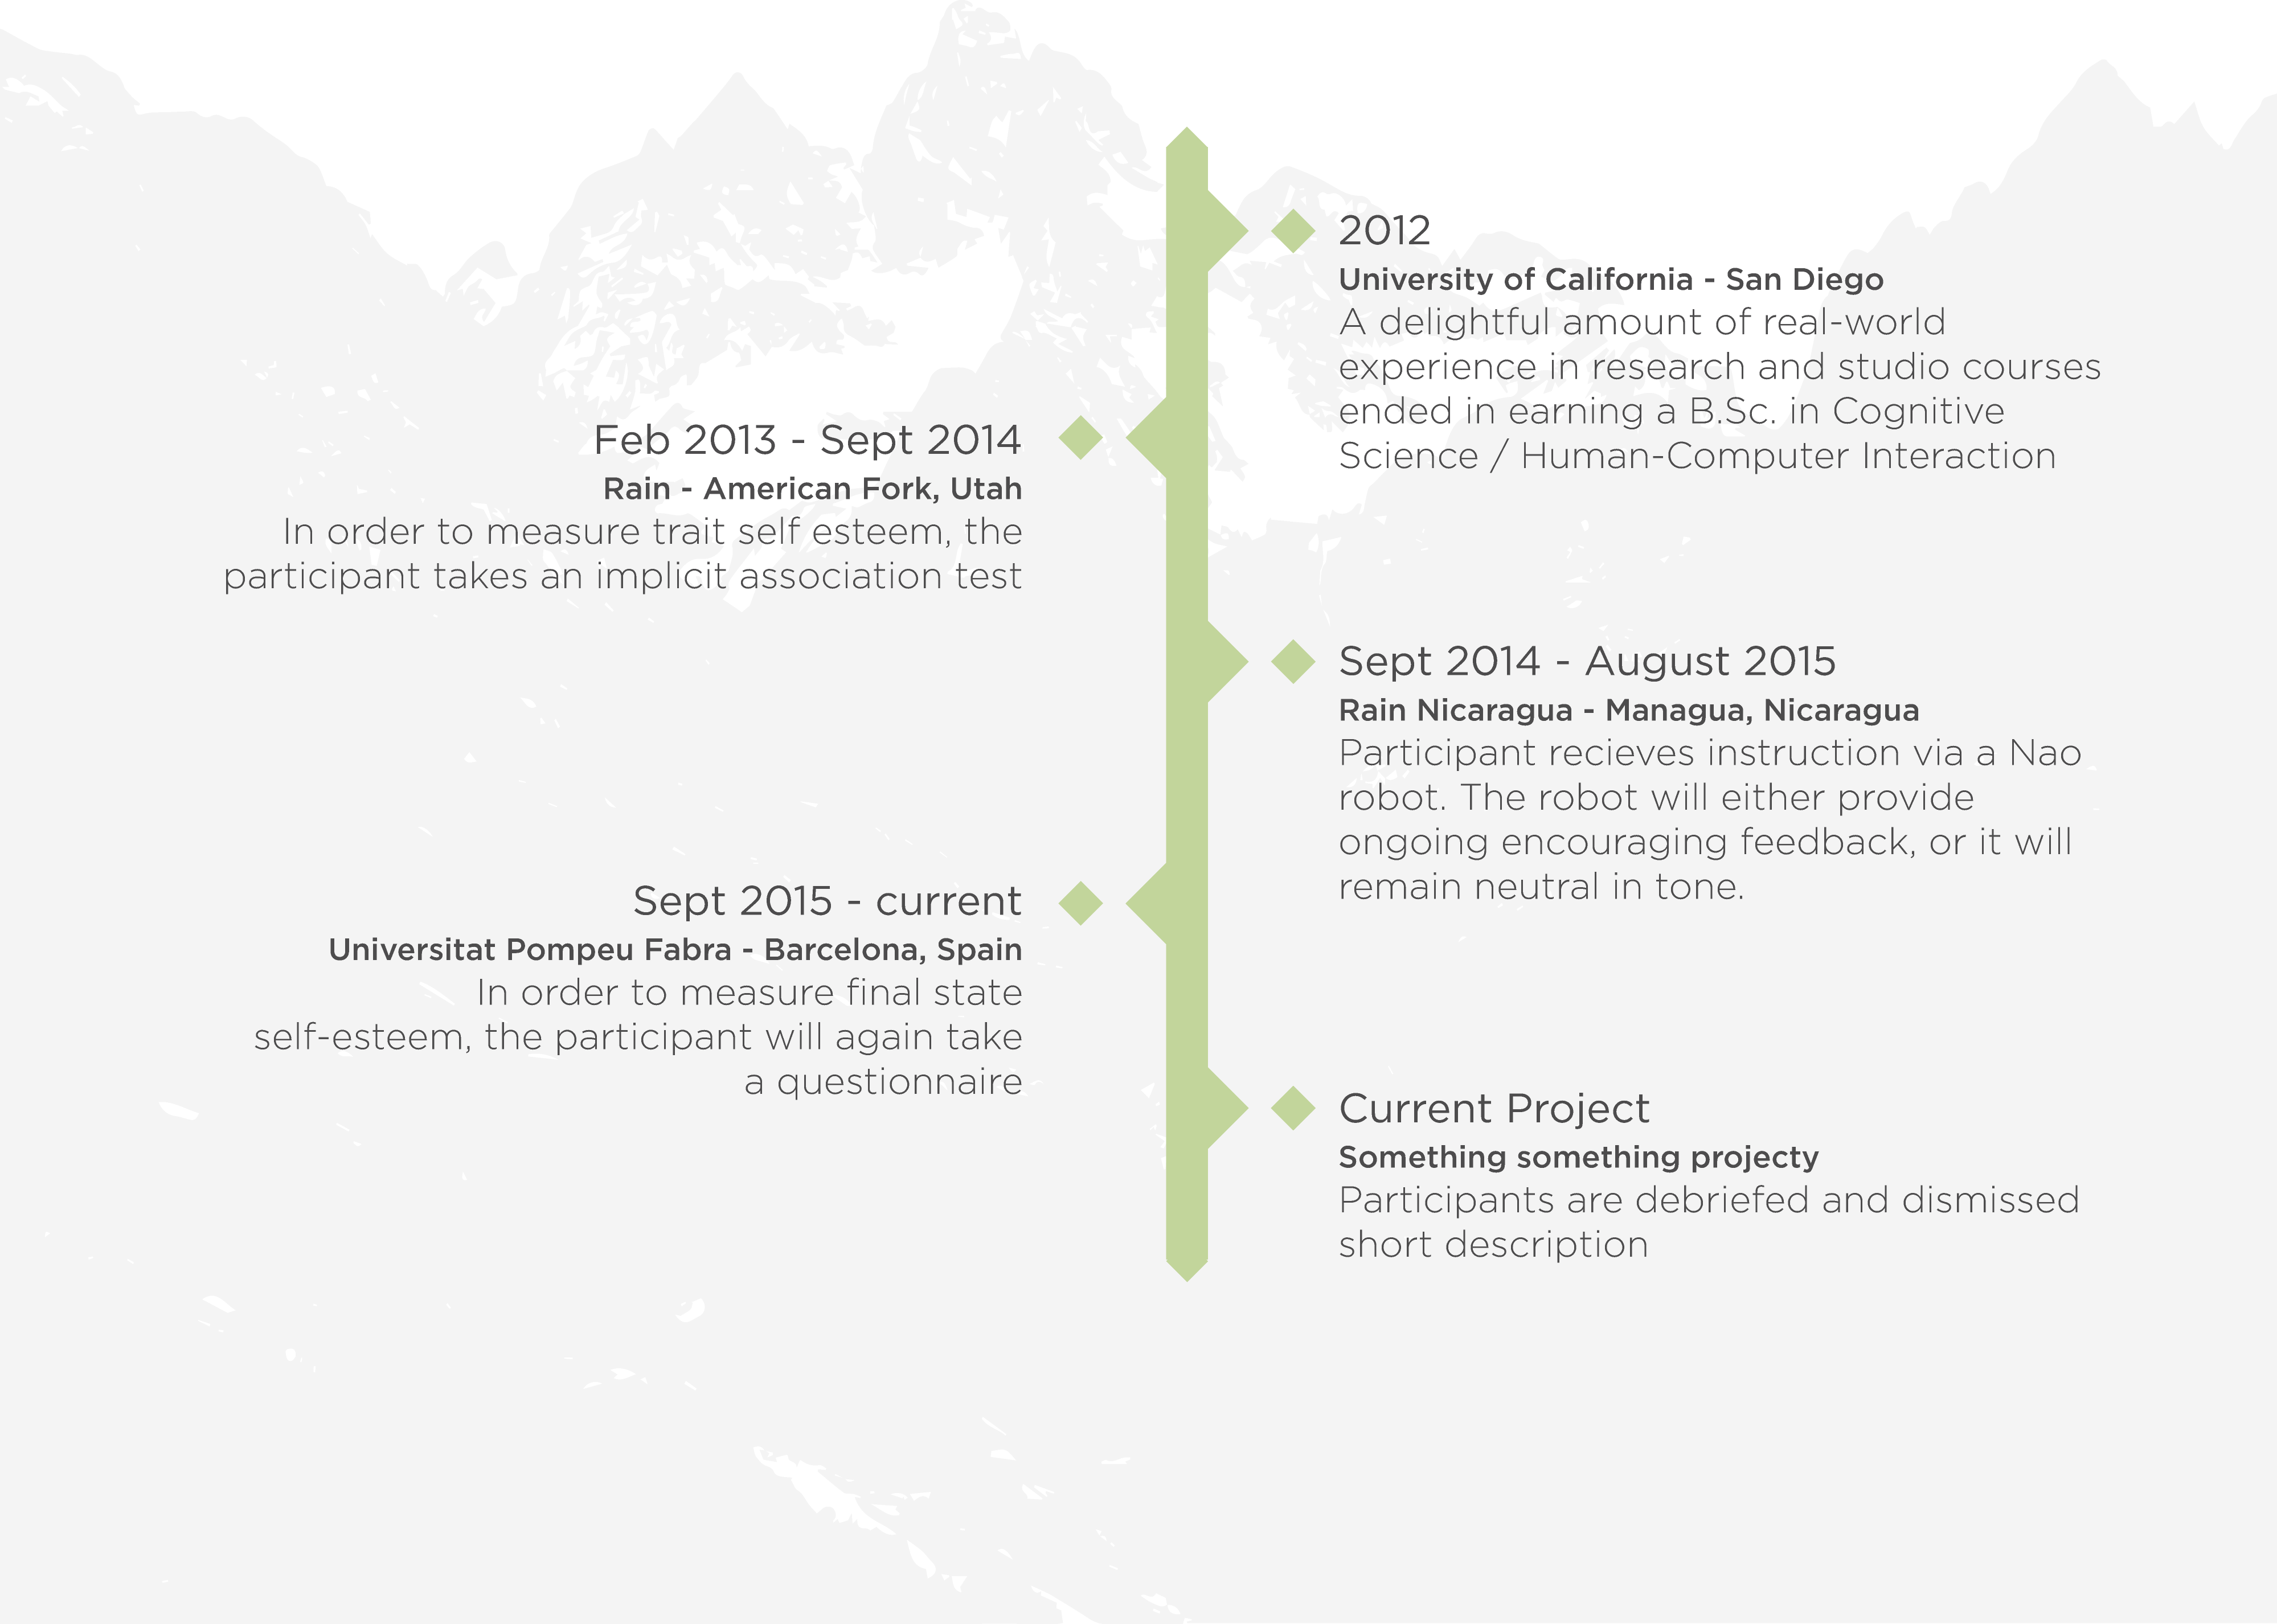 2012
University of California - San Diego
A delightful amount of real-world
experience in research and studio courses
ended in earning a B.Sc. in Cognitive
Science / Human-Computer Interaction
Feb 2013 - Sept 2014
Rain - American Fork, Utah
In order to measure trait self esteem, the
participant takes an implicit association test
Sept 2014 - August 2015
Rain Nicaragua - Managua, Nicaragua
Participant recieves instruction via a Nao
robot. The robot will either provide
ongoing encouraging feedback, or it will
remain neutral in tone.
Sept 2015 - current
Universitat Pompeu Fabra - Barcelona, Spain
In order to measure final state
self-esteem, the participant will again take
a questionnaire
Current Project
Something something projecty
Participants are debriefed and dismissed
short description